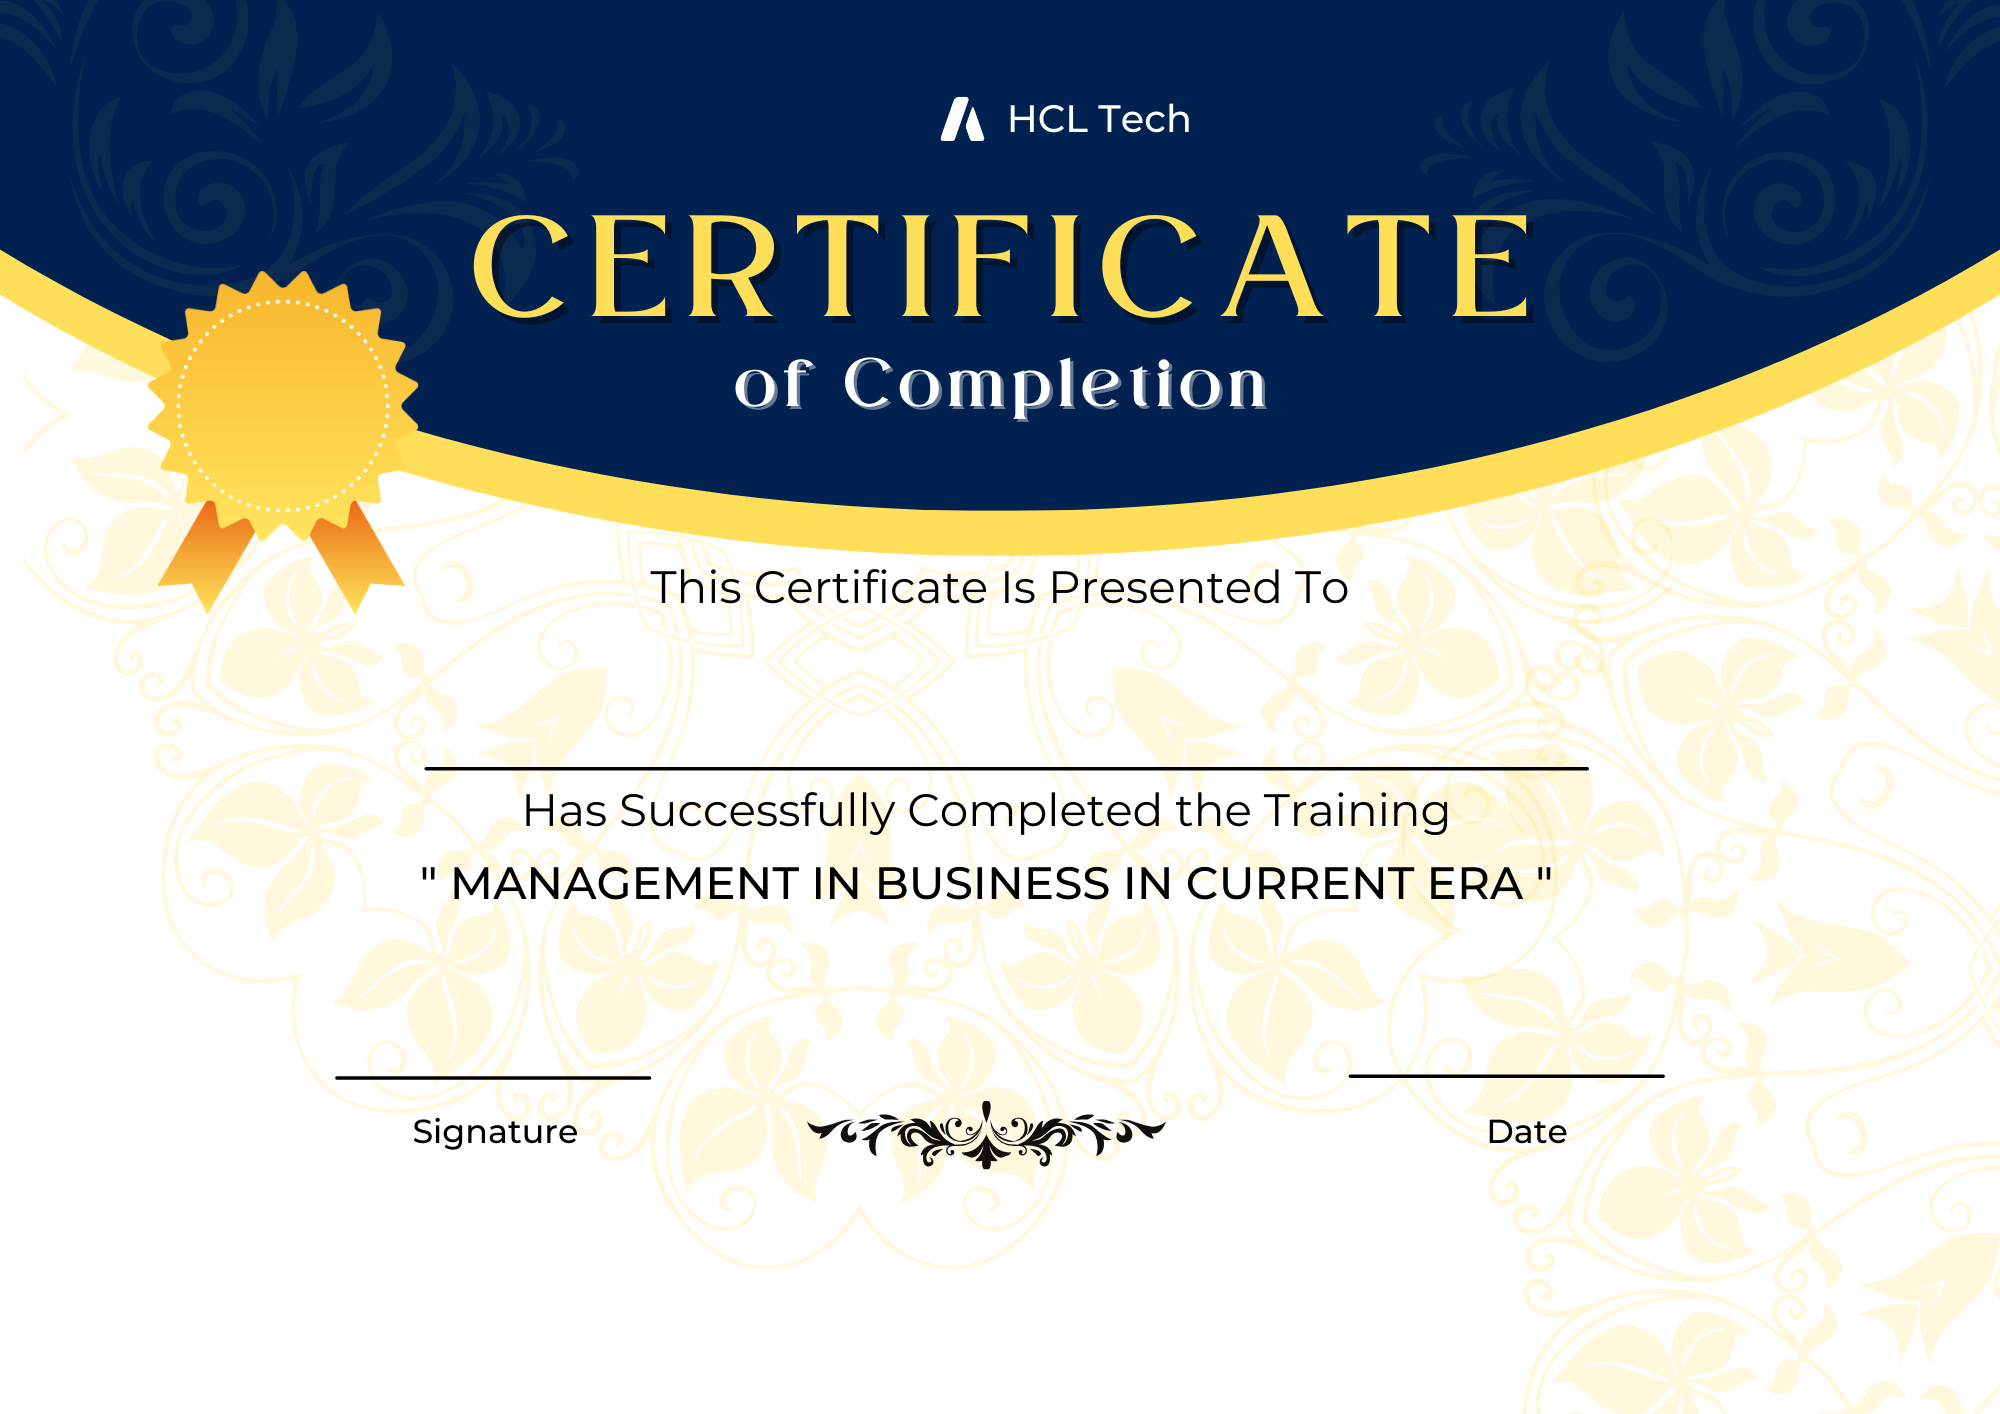 HCL Tech
CERTIFICATE
of Completion
This Certificate Is Presented To
Has Successfully Completed the Training
" MANAGEMENT IN BUSINESS IN CURRENT ERA "
Signature
Date